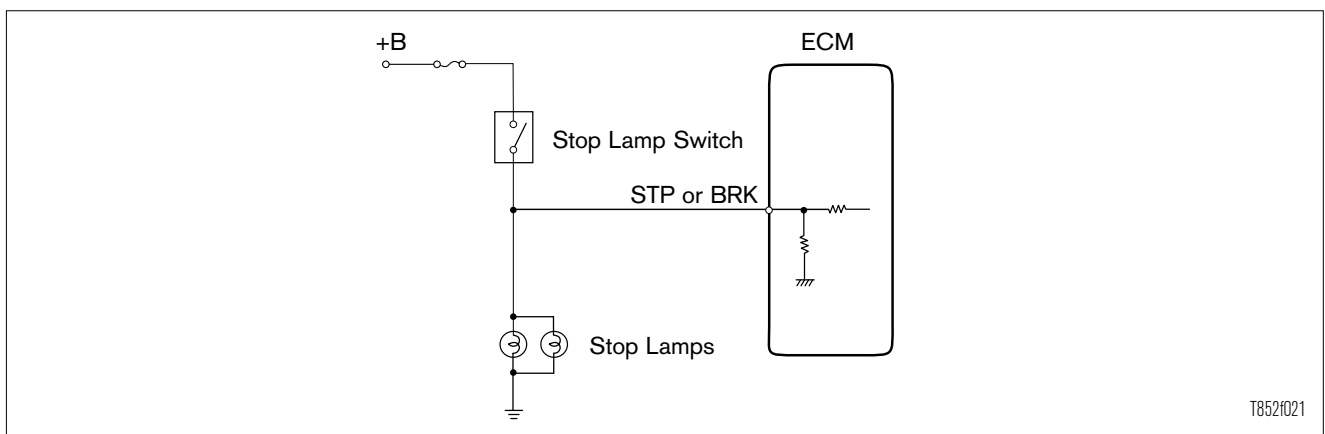 +B
ECM
Stop Lamp Switch
STP or BRK
Stop Lamps
T852f021